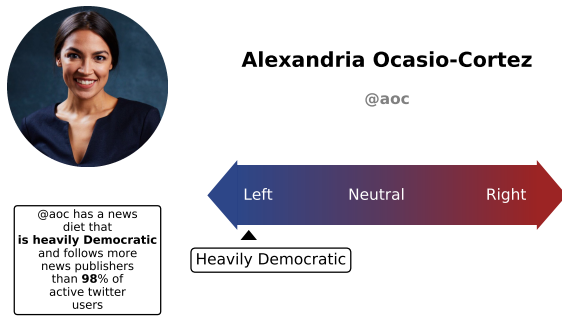 Alexandria Ocasio-Cortez
@aoc
Left Neutral Right
Heavily Democratic
@aoc has a news
diet that
is heavily Democratic
and follows more
news publishers
than 98% of
active twitter
users